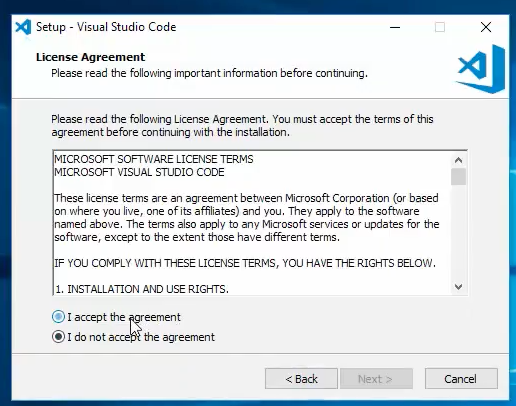 Setup - Visual Studio Code
License Agreement
Please read the following important information before continuing.
Please read the following License Agreement. You must accept the terms of this
agreement before continuing with the installation.
MICROSOFT SOFTWARE LICENSE TERMS
MICROSOFT VISUAL STUDIO CODE
These license terms are an agreement between Microsoft Corporation (or based
on where you live, one of its affiliates) and you. They apply to the software
named above. The terms also apply to any Microsoft services or updates for the
software, except to the extent those have different terms.
IF YOU COMPLY WITH THESE LICENSE TERMS, YOU HAVE THE RIGHTS BELOW.
1. INSTALLATION AND USE RIGHTS.
I accept the agreement
I do not accept the agreement
< Back
Next >
Cancel